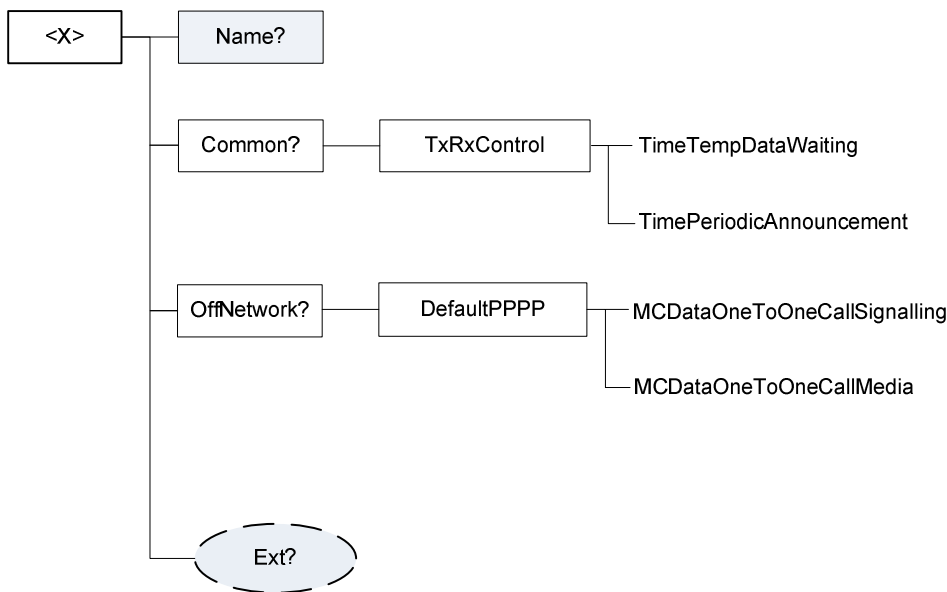 <X>
Name?
Common?
TxRxControl
TimeTempDataWaiting
TimePeriodicAnnouncement
OffNetwork?
DefaultPPPP
MCDataOneToOneCallSignalling
MCDataOneToOneCallMedia
Ext?